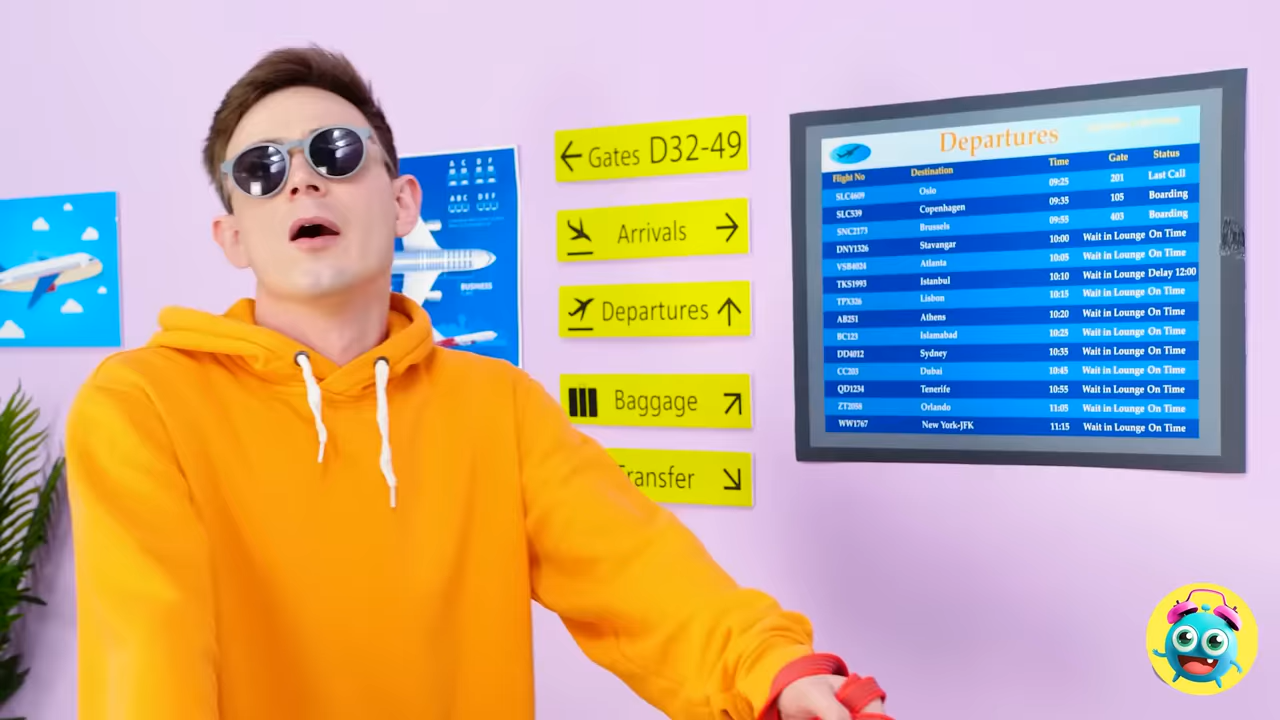 Gates D32-49
Arrivals
Departures
Baggage
Transfer
A C D F
ABC DEF
BUSINESS
Departures
Flight No Destination Time Gate Status
SLC4609 Oslo 09:25 201 Last Call
SLC539 Copenhagen 09:35 105 Boarding
SNC2173 Brussels 09:55 403 Boarding
DNY1326 Stavangar 10:00 Wait in Lounge On Time
VSB4024 Atlanta 10:05 Wait in Lounge On Time
TKS1993 Istanbul 10:10 Wait in Lounge Delay 12:00
TPX326 Lisbon 10:15 Wait in Lounge On Time
AB251 Athens 10:20 Wait in Lounge On Time
BC123 Islamabad 10:25 Wait in Lounge On Time
DD4012 Sydney 10:35 Wait in Lounge On Time
CC203 Dubai 10:45 Wait in Lounge On Time
QD1234 Tenerife 10:55 Wait in Lounge On Time
ZT2058 Orlando 11:05 Wait in Lounge On Time
WW1767 New York-JFK 11:15 Wait in Lounge On Time